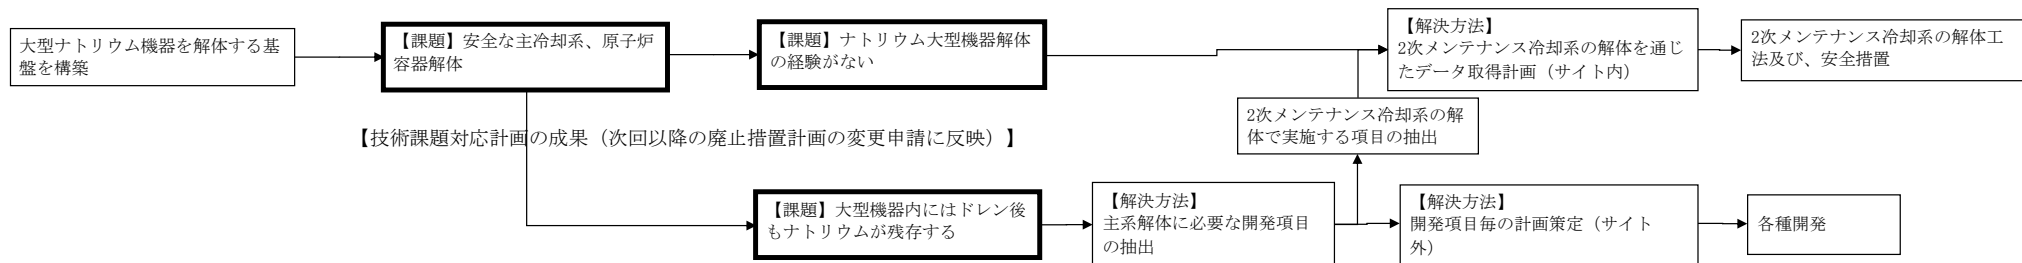 大型ナトリウム機器を解体する基
盤を構築
【課題】安全な主冷却系、原子炉
容器解体
【課題】ナトリウム大型機器解体
の経験がない
【解決方法】
2次メンテナンス冷却系の解体を通じ
たデータ取得計画（サイト内）
2次メンテナンス冷却系の解体工
法及び、安全措置
2次メンテナンス冷却系の解
体で実施する項目の抽出
【技術課題対応計画の成果（次回以降の廃止措置計画の変更申請に反映）】
【課題】大型機器内にはドレン後
もナトリウムが残存する
【解決方法】
主系解体に必要な開発項目
の抽出
【解決方法】
開発項目毎の計画策定（サイト
外）
各種開発